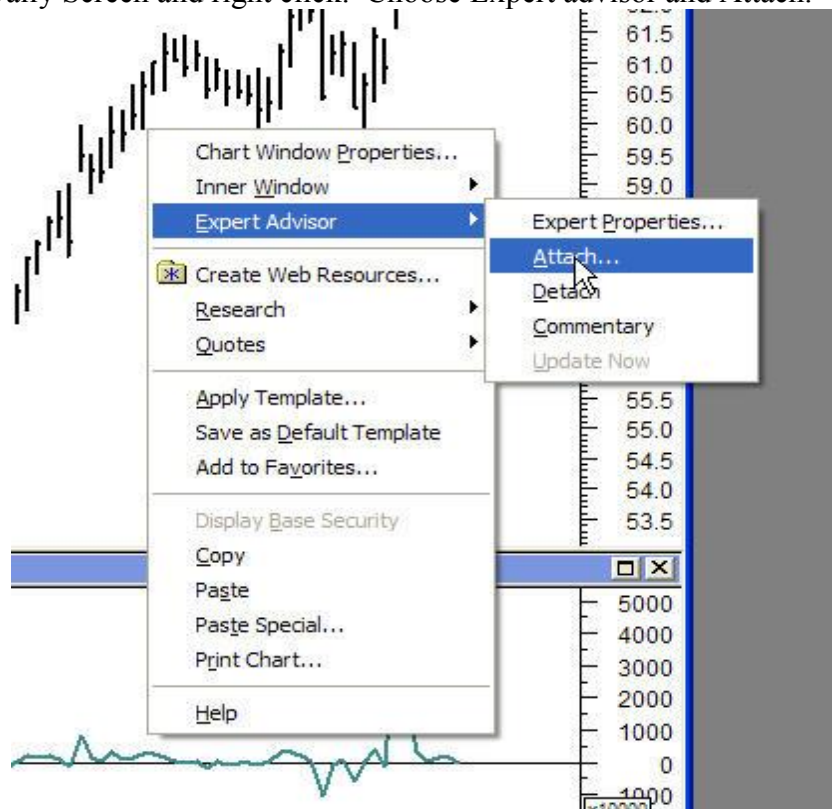 Screen and right click. Choose Expert advisor and Attach.
61.5
61.0
60.5
60.0
59.5
59.0
Chart Window Properties...
Inner Window
Expert Advisor
Create Web Resources...
Research
Quotes
Apply Template...
Save as Default Template
Add to Favorites...
Display Base Security
Copy
Paste
Paste Special...
Print Chart...
Help
Expert Properties...
Attach...
Detach
Commentary
Update Now
55.5
55.0
54.5
54.0
53.5
5000
4000
3000
2000
1000
0